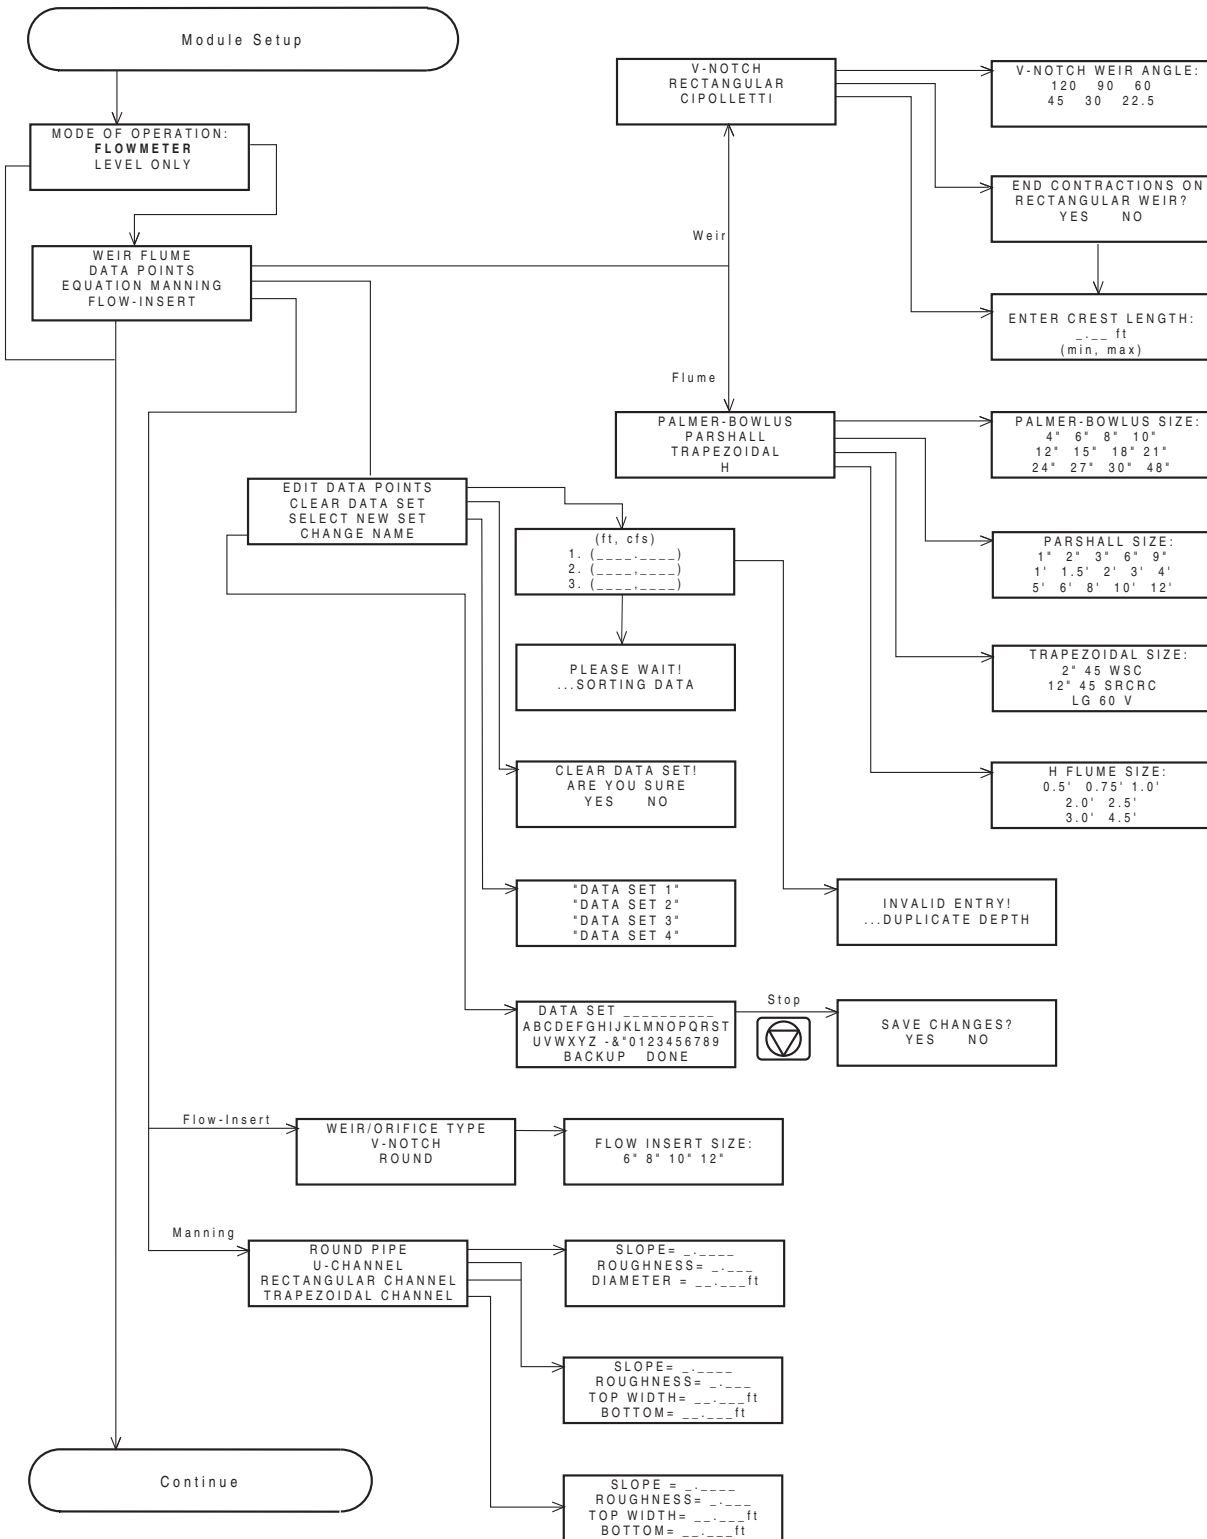 Module Setup
MODE OF OPERATION:
FLOWMETER
LEVEL ONLY
WEIR FLUME
DATA POINTS
EQUATION MANNING
FLOW-INSERT
Weir
Flume
V-NOTCH
RECTANGULAR
CIPOLLETTI
V-NOTCH WEIR ANGLE:
120 90 60
45 30 22.5
END CONTRACTIONS ON
RECTANGULAR WEIR?
YES NO
ENTER CREST LENGTH:
_.__ ft
(min, max)
PALMER-BOWLUS
PARSHALL
TRAPEZOIDAL
H
PALMER-BOWLUS SIZE:
4" 6" 8" 10"
12" 15" 18" 21"
24" 27" 30" 48"
PARSHALL SIZE:
1" 2" 3" 6" 9"
1' 1.5' 2' 3' 4'
5' 6' 8' 10' 12'
TRAPEZOIDAL SIZE:
2" 45 WSC
12" 45 SRCRC
LG 60 V
H FLUME SIZE:
0.5' 0.75' 1.0'
2.0' 2.5'
3.0' 4.5'
EDIT DATA POINTS
CLEAR DATA SET
SELECT NEW SET
CHANGE NAME
(ft, cfs)
1. (____.____)
2. (____,____)
3. (____,____)
PLEASE WAIT!
...SORTING DATA
CLEAR DATA SET!
ARE YOU SURE
YES NO
"DATA SET 1"
"DATA SET 2"
"DATA SET 3"
"DATA SET 4"
INVALID ENTRY!
...DUPLICATE DEPTH
DATA SET __________
ABCDEFGHIJKLMNOPQRST
UVWXYZ -&"0123456789
BACKUP DONE
Stop
SAVE CHANGES?
YES NO
Flow-Insert
WEIR/ORIFICE TYPE
V-NOTCH
ROUND
FLOW INSERT SIZE:
6" 8" 10" 12"
Manning
ROUND PIPE
U-CHANNEL
RECTANGULAR CHANNEL
TRAPEZOIDAL CHANNEL
SLOPE= _.____
ROUGHNESS= _.___
DIAMETER = __.___ft
SLOPE= _.____
ROUGHNESS= _.___
TOP WIDTH= __.___ft
BOTTOM= __.___ft
SLOPE = _.____
ROUGHNESS= _.___
TOP WIDTH= __.___ft
BOTTOM= __.___ft
Continue